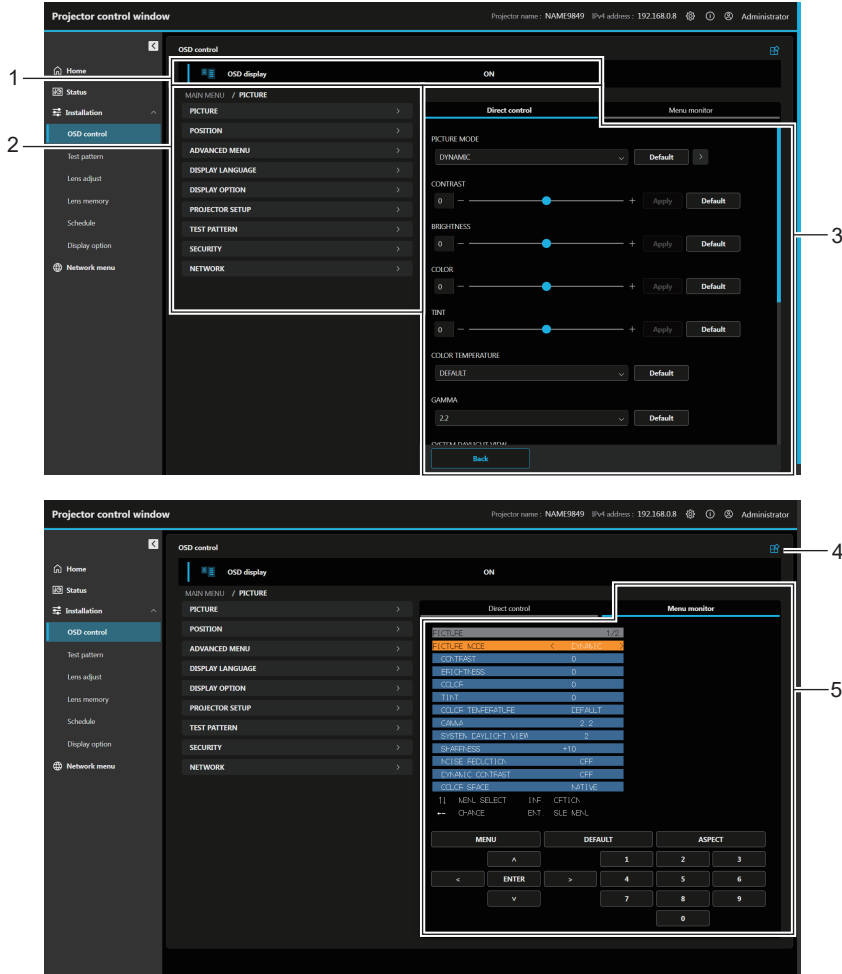 Projector control window Projector name : NAME9849 IPv4 address : 192.168.0.8 Administrator
OSD control
1
OSD display ON
Home
Status
Installation
OSD control
Test pattern
Lens adjust
Lens memory
Schedule
Display option
Network menu
2
MAIN MENU / PICTURE
PICTURE
POSITION
ADVANCED MENU
DISPLAY LANGUAGE
DISPLAY OPTION
PROJECTOR SETUP
TEST PATTERN
SECURITY
NETWORK
Direct control Menu monitor
PICTURE MODE
DYNAMIC Default
CONTRAST
0 − + Apply Default
BRIGHTNESS
0 − + Apply Default
COLOR
0 − + Apply Default
TINT
0 − + Apply Default
COLOR TEMPERATURE
DEFAULT Default
GAMMA
2.2 Default
SYSTEM DAYLIGHT VIEW
Back
3
Projector control window Projector name : NAME9849 IPv4 address : 192.168.0.8 Administrator
OSD control
4
OSD display ON
Home
Status
Installation
OSD control
Test pattern
Lens adjust
Lens memory
Schedule
Display option
Network menu
MAIN MENU / PICTURE
PICTURE
POSITION
ADVANCED MENU
DISPLAY LANGUAGE
DISPLAY OPTION
PROJECTOR SETUP
TEST PATTERN
SECURITY
NETWORK
Direct control Menu monitor
PICTURE 1/2
PICTURE MODE < DYNAMIC >
CONTRAST 0
BRIGHTNESS 0
COLOR 0
TINT 0
COLOR TEMPERATURE DEFAULT
GAMMA 2.2
SYSTEM DAYLIGHT VIEW 2
SHARPNESS +10
NOISE REDUCTION OFF
DYNAMIC CONTRAST OFF
COLOR SPACE NATIVE
MENU SELECT INF OPTION
CHANGE ENT SUB MENU
MENU DEFAULT ASPECT
∧ 1 2 3
< ENTER > 4 5 6
∨ 7 8 9
0
5